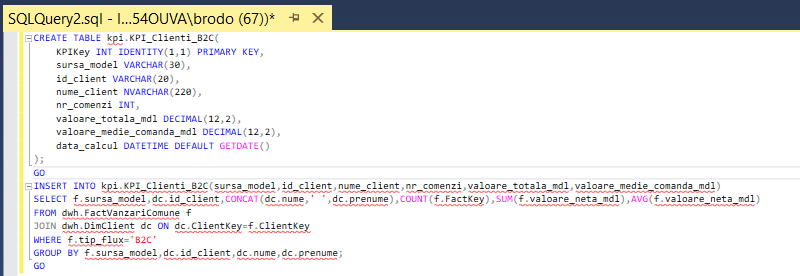 SQLQuery2.sql - l...54OUVA\brodo (67))*
CREATE TABLE kpi.KPI_Clienti_B2C(
KPIKey INT IDENTITY(1,1) PRIMARY KEY,
sursa_model VARCHAR(30),
id_client VARCHAR(20),
nume_client NVARCHAR(220),
nr_comenzi INT,
valoare_totala_mdl DECIMAL(12,2),
valoare_medie_comanda_mdl DECIMAL(12,2),
data_calcul DATETIME DEFAULT GETDATE()
);
GO
INSERT INTO kpi.KPI_Clienti_B2C(sursa_model,id_client,nume_client,nr_comenzi,valoare_totala_mdl,valoare_medie_comanda_mdl)
SELECT f.sursa_model,dc.id_client,CONCAT(dc.nume,' ',dc.prenume),COUNT(f.FactKey),SUM(f.valoare_neta_mdl),AVG(f.valoare_neta_mdl)
FROM dwh.FactVanzariComune f
JOIN dwh.DimClient dc ON dc.ClientKey=f.ClientKey
WHERE f.tip_flux='B2C'
GROUP BY f.sursa_model,dc.id_client,dc.nume,dc.prenume;
GO